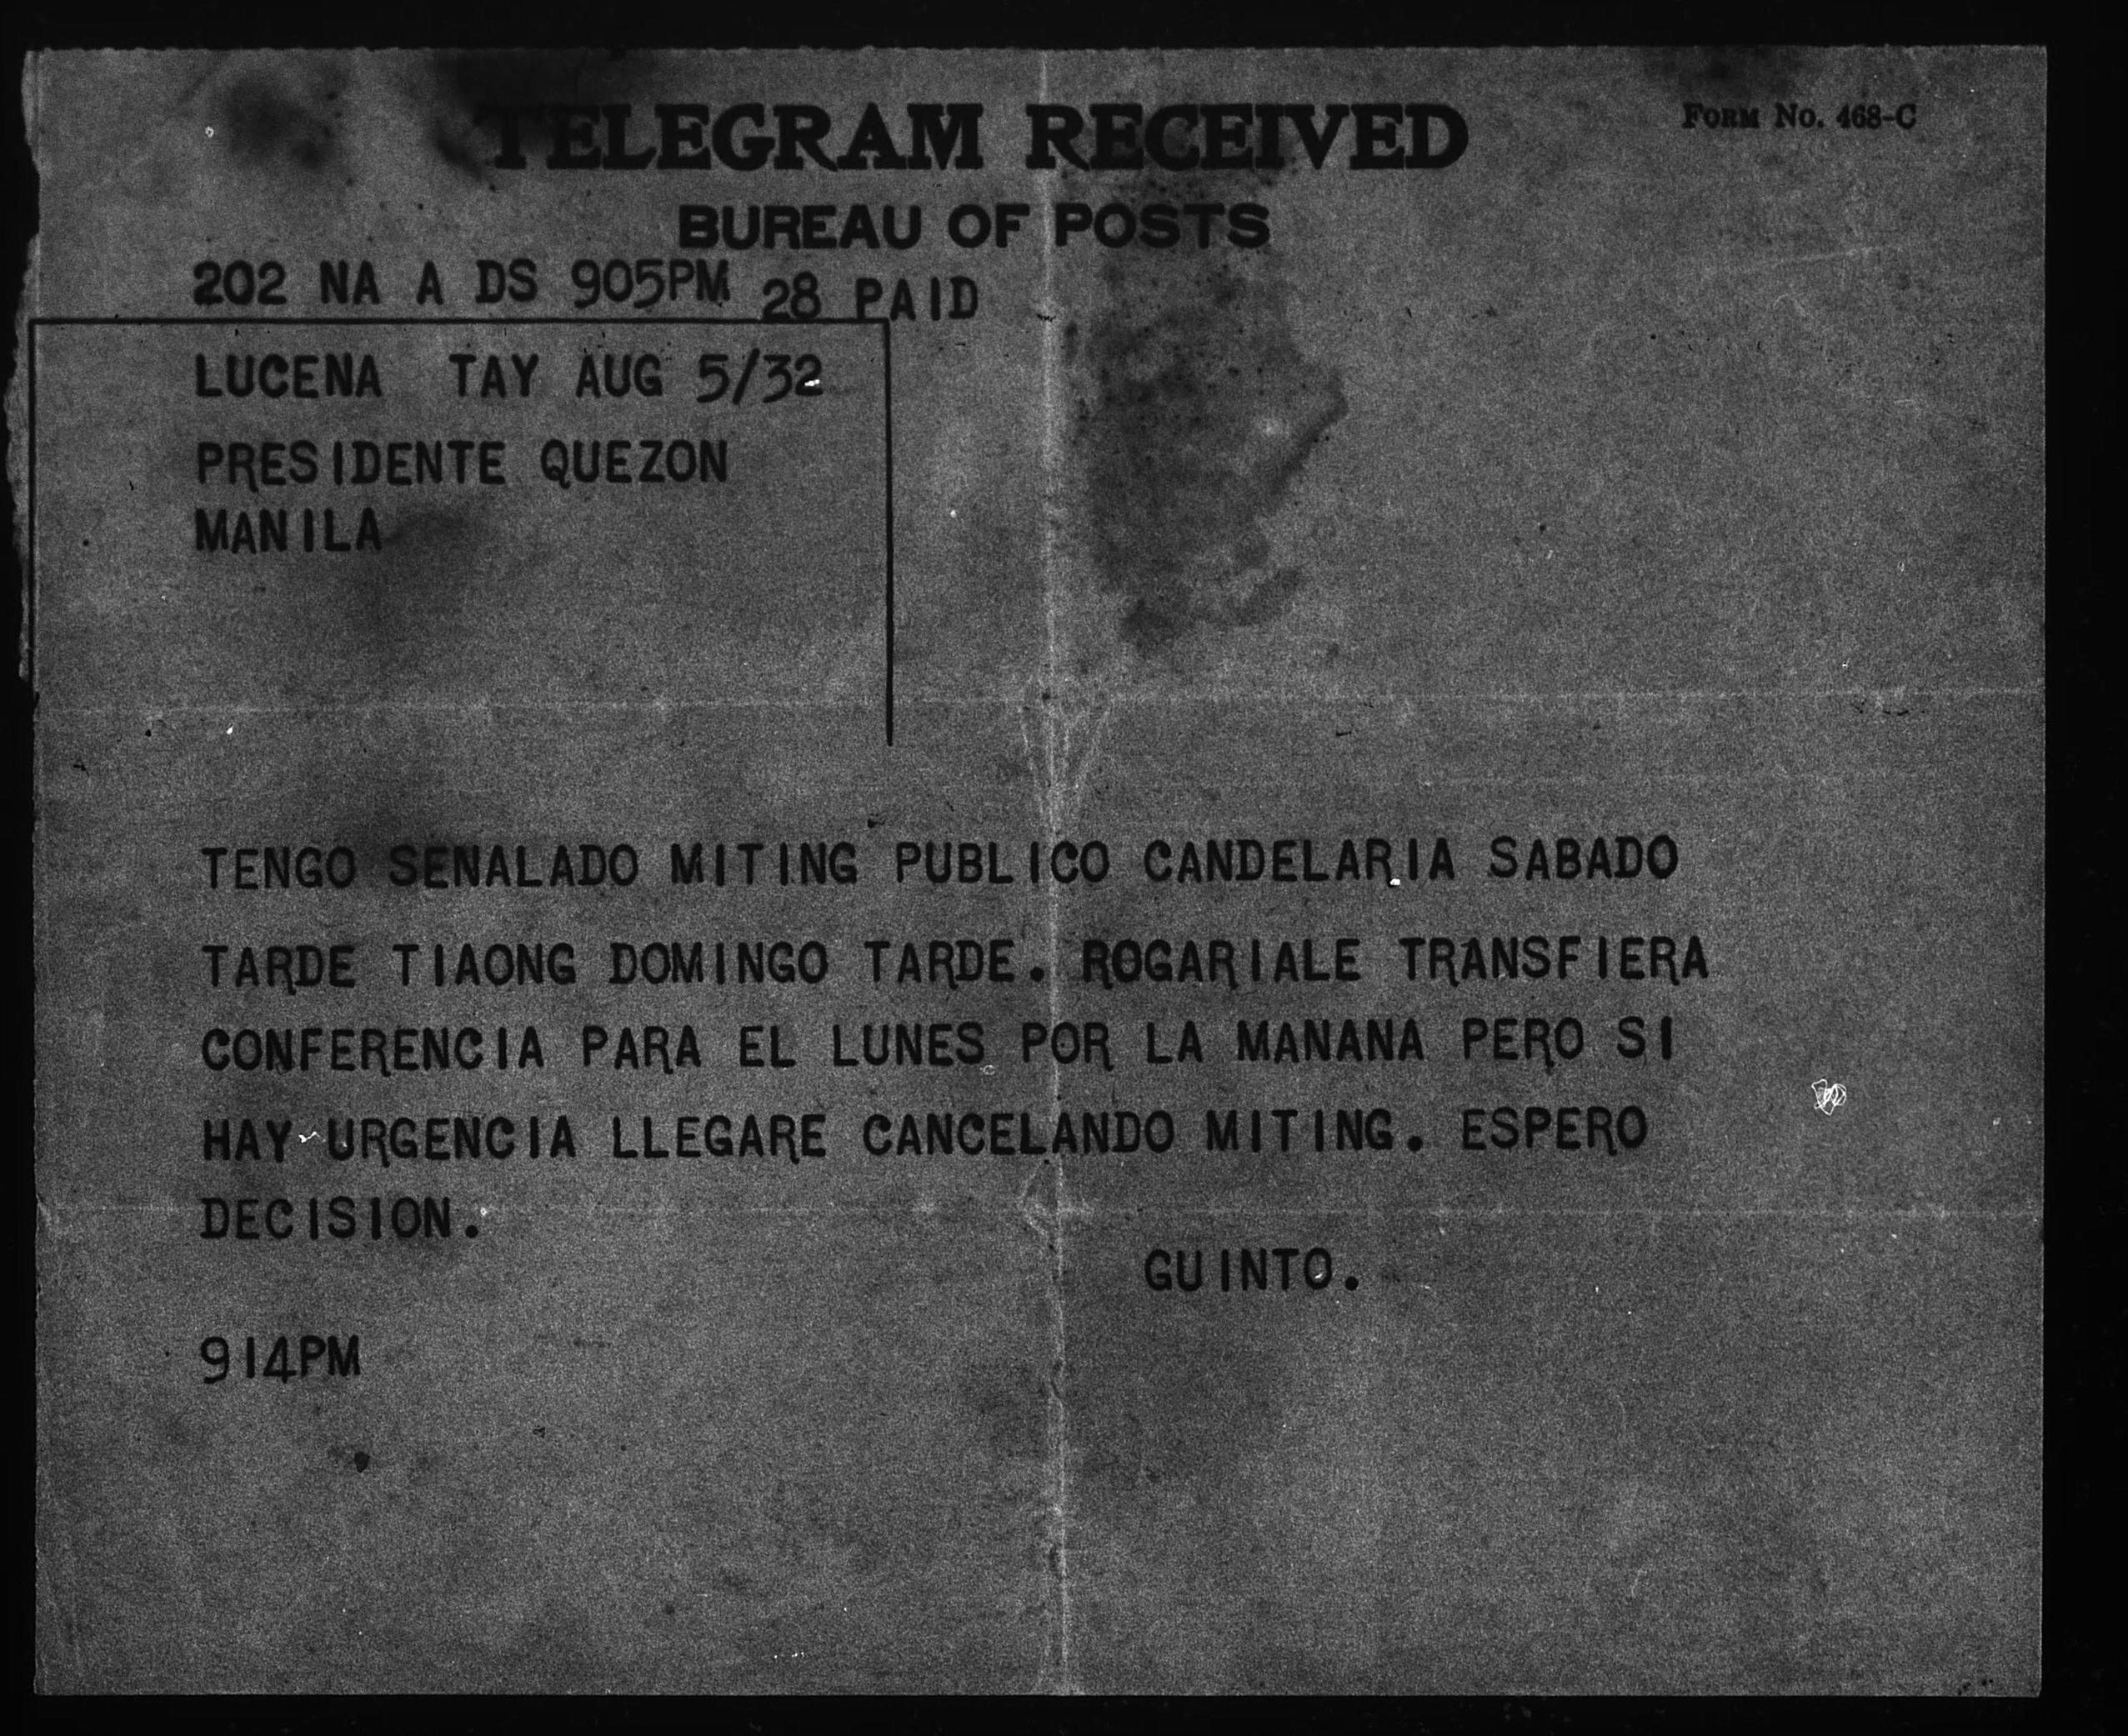 TELEGRAM RECEIVED
FORM NO. 468-C
BUREAU OF POSTS
202 NA A DS 905PM 28 PAID
LUCENA TAY AUG 5/32
PRESIDENTE QUEZON
MANILA
TENGO SENALADO MITING PUBLICO CANDELARIA SABADO
TARDE TIAONG DOMINGO TARDE. ROGARIALE TRANSFIERA
CONFERENCIA PARA EL LUNES POR LA MANANA PERO SI
HAY URGENCIA LLEGARE CANCELANDO MITING. ESPERO
DECISION.
GUINTO.
914PM